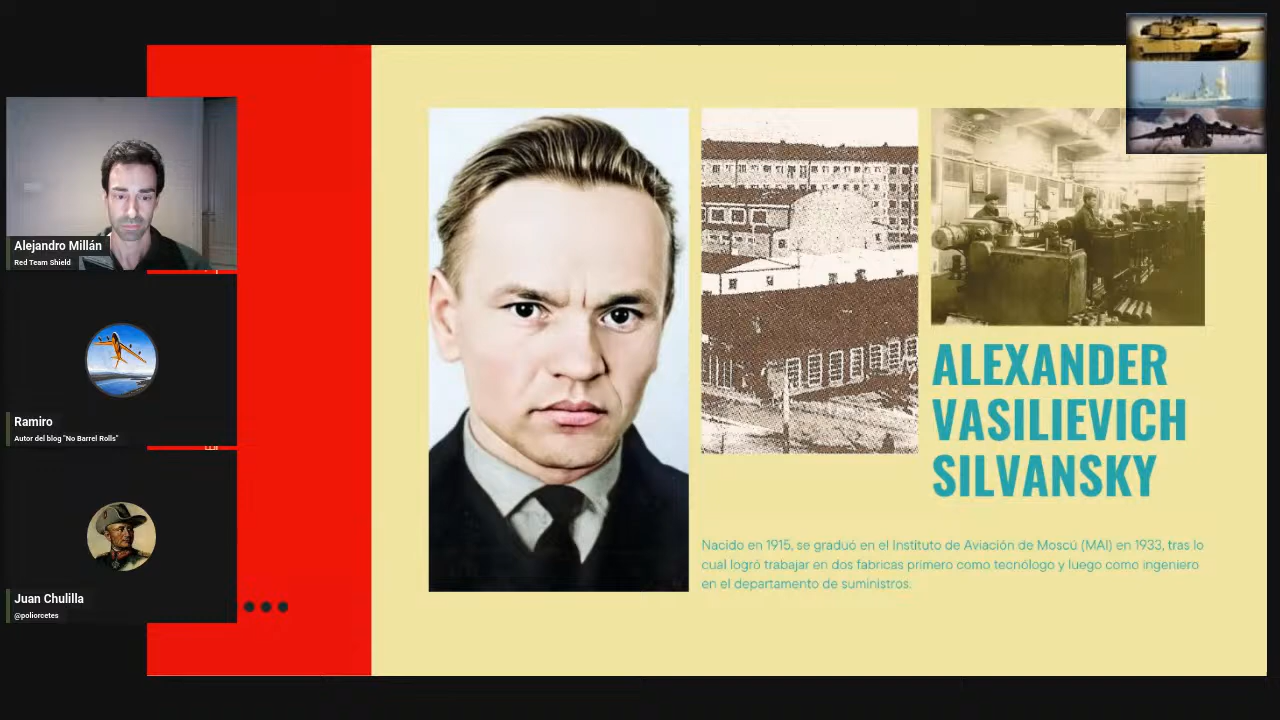 Alejandro Millán
Red Team Shield
Ramiro
Autor del blog "No Barrel Rolls"
Juan Chulilla
@poliorcetes
ALEXANDER
VASILIEVICH
SILVANSKY
Nacido en 1915, se graduó en el Instituto de Aviación de Moscú (MAI) en 1933, tras lo
cual logró trabajar en dos fabricas primero como tecnólogo y luego como ingeniero
en el departamento de suministros.